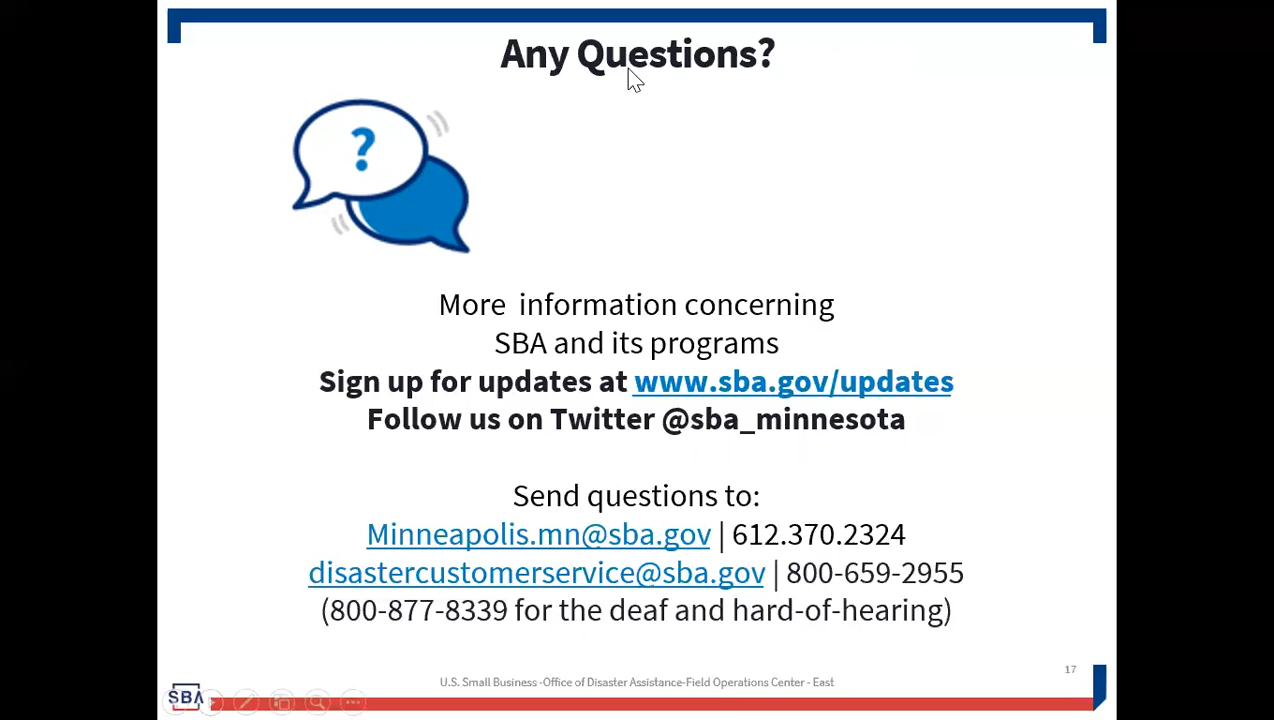 Any Questions?
?
More information concerning
SBA and its programs
Sign up for updates at www.sba.gov/updates
Follow us on Twitter @sba_minnesota
Send questions to:
Minneapolis.mn@sba.gov | 612.370.2324
disastercustomerservice@sba.gov | 800-659-2955
(800-877-8339 for the deaf and hard-of-hearing)
17
U.S. Small Business -Office of Disaster Assistance-Field Operations Center - East
SBA